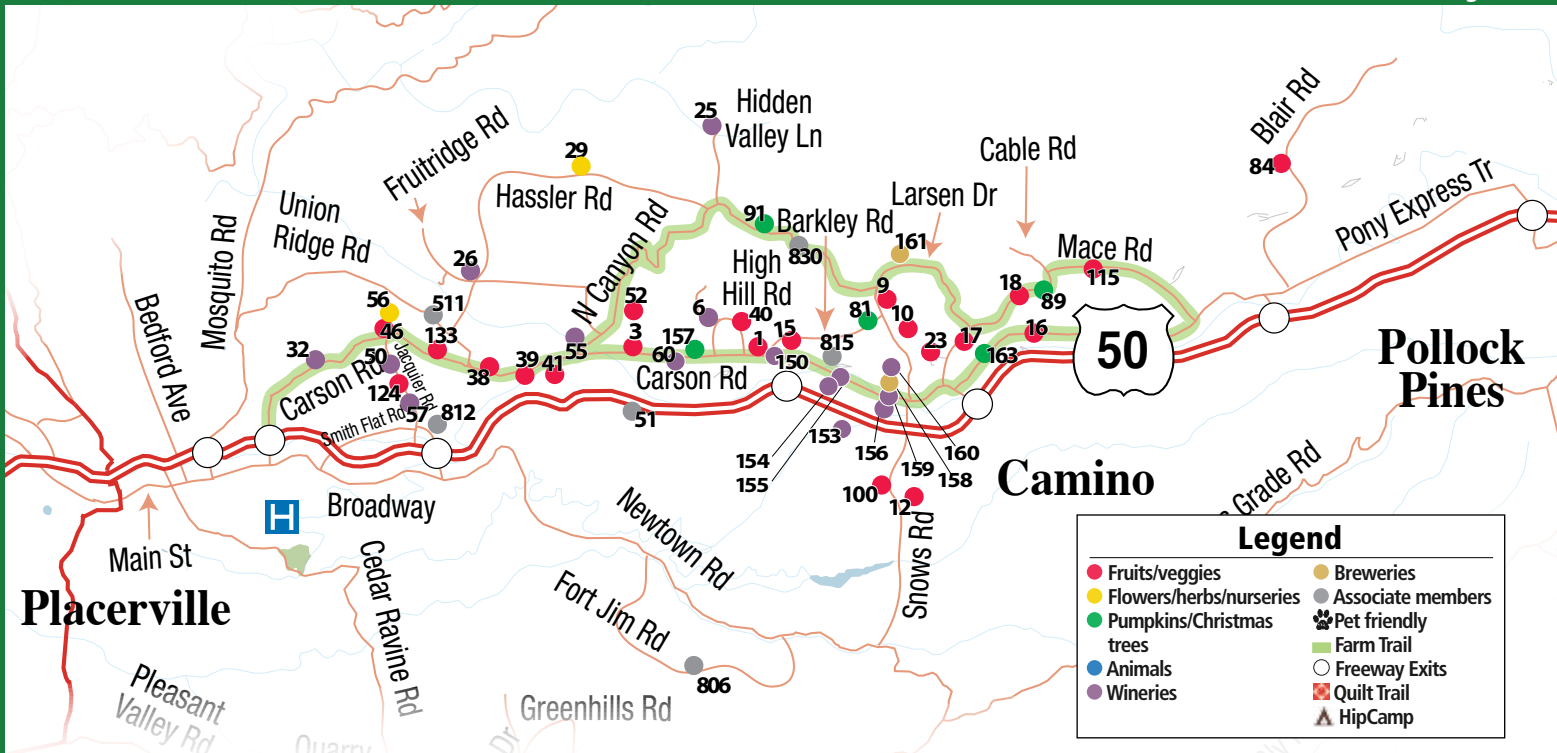 25
Hidden
Valley Ln
Blair Rd
84
Cable Rd
Pony Express Tr
29
Hassler Rd
Fruitridge Rd
Larsen Dr
Union
Ridge Rd
Mosquito Rd
91
Barkley Rd
161
830
Mace Rd
26
N Canyon Rd
High
Hill Rd
115
18
89
9
10
56
511
52
6
40
81
46
133
3
157
1
15
815
23
17
16
163
50
32
50
Jacquier Rd
55
60
150
Bedford Ave
Carson Rd
38
39
41
Carson Rd
124
57
812
Smith Flat Rd
51
153
154
155
156
160
159
158
Pollock
Pines
Camino
100
12
s Grade Rd
H
Broadway
Newtown Rd
Snows Rd
Main St
Placerville
Cedar Ravine Rd
Fort Jim Rd
806
Pleasant
Valley Rd
Greenhills Rd
Dr
Quarry
Legend
Fruits/veggies
Flowers/herbs/nurseries
Pumpkins/Christmas
trees
Animals
Wineries
Breweries
Associate members
Pet friendly
Farm Trail
Freeway Exits
Quilt Trail
HipCamp